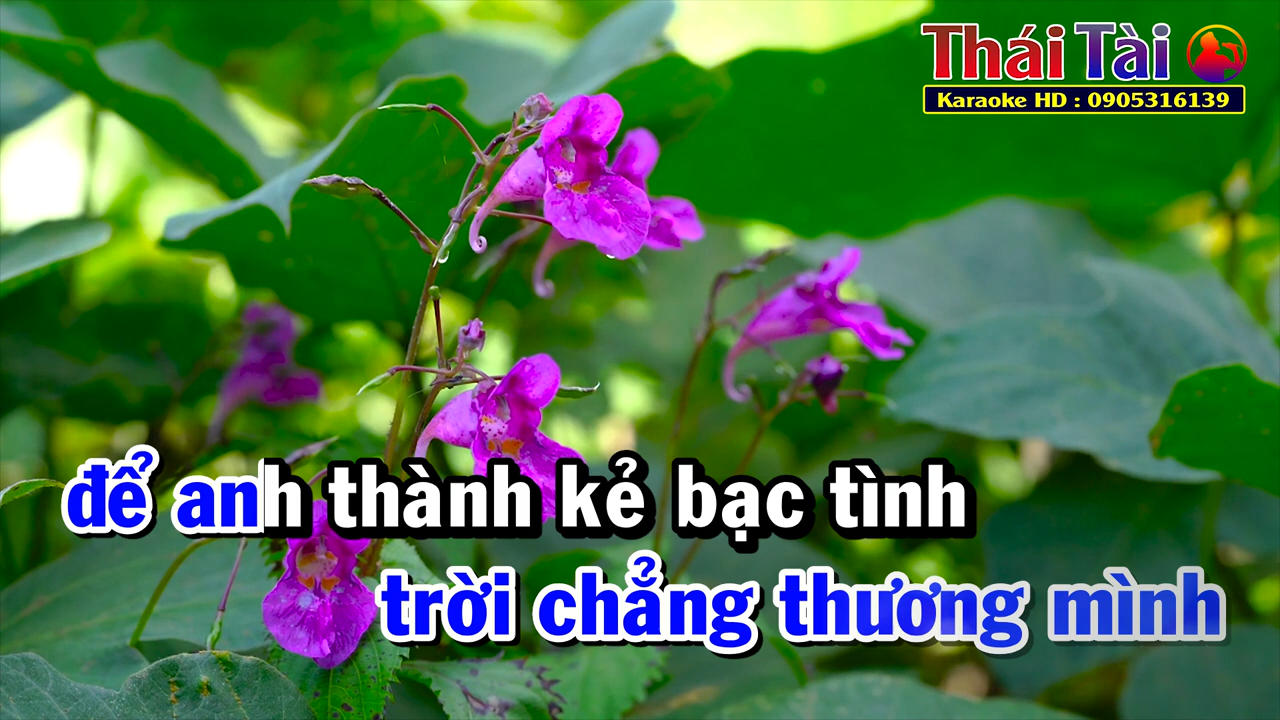 Thái Tài
Karaoke HD : 0905316139
để anh thành kẻ bạc tình
trời chẳng thương mình